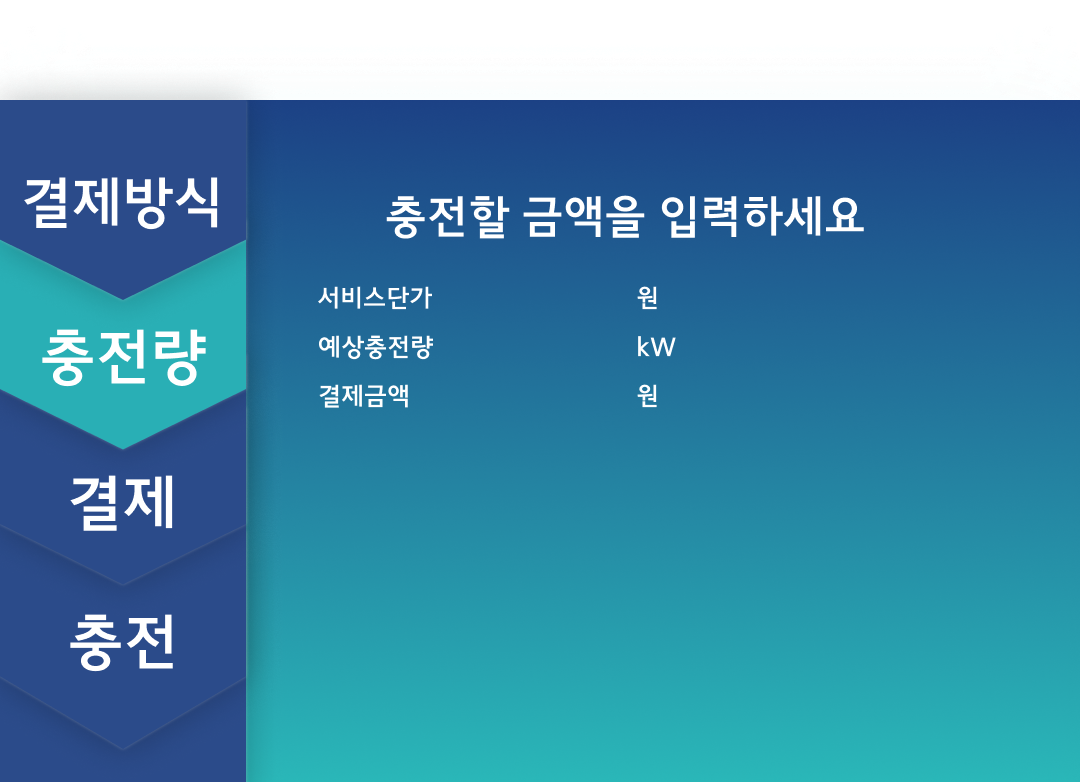 결제방식
충전량
결제
충전
충전할 금액을 입력하세요
서비스단가 원
예상충전량 kW
결제금액 원